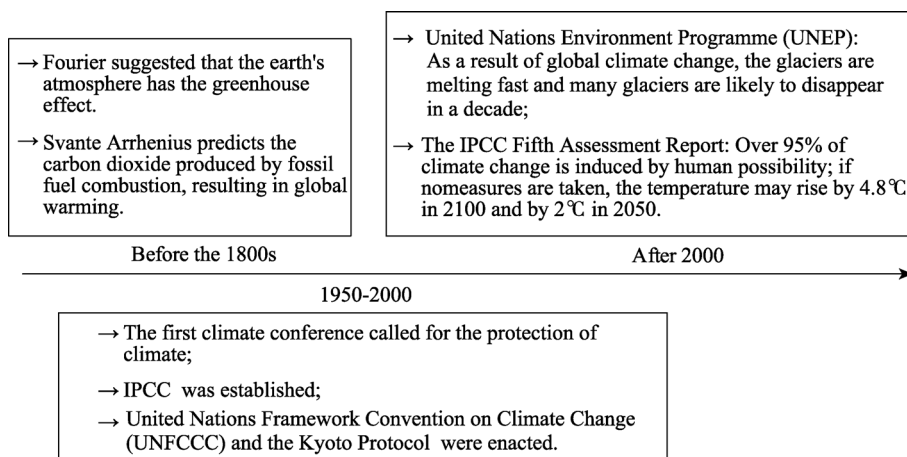 → Fourier suggested that the earth's
atmosphere has the greenhouse
effect.
→ Svante Arrhenius predicts the
carbon dioxide produced by fossil
fuel combustion, resulting in global
warming.
Before the 1800s
→ United Nations Environment Programme (UNEP):
As a result of global climate change, the glaciers are
melting fast and many glaciers are likely to disappear
in a decade;
→ The IPCC Fifth Assessment Report: Over 95% of
climate change is induced by human possibility; if
nomeasures are taken, the temperature may rise by 4.8℃
in 2100 and by 2℃ in 2050.
After 2000
1950-2000
→ The first climate conference called for the protection of
climate;
→ IPCC was established;
→ United Nations Framework Convention on Climate Change
(UNFCCC) and the Kyoto Protocol were enacted.